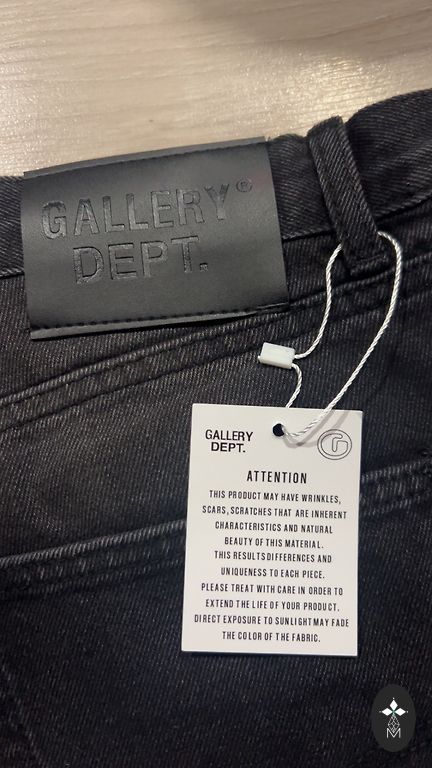 GALLERY®
DEPT.
GALLERY
DEPT.
G
ATTENTION
THIS PRODUCT MAY HAVE WRINKLES,
SCARS, SCRATCHES THAT ARE INHERENT
CHARACTERISTICS AND NATURAL
BEAUTY OF THIS MATERIAL.
THIS RESULTS DIFFERENCES AND
UNIQUENESS TO EACH PIECE.
PLEASE TREAT WITH CARE IN ORDER TO
EXTEND THE LIFE OF YOUR PRODUCT.
DIRECT EXPOSURE TO SUNLIGHT MAY FADE
THE COLOR OF THE FABRIC.
M